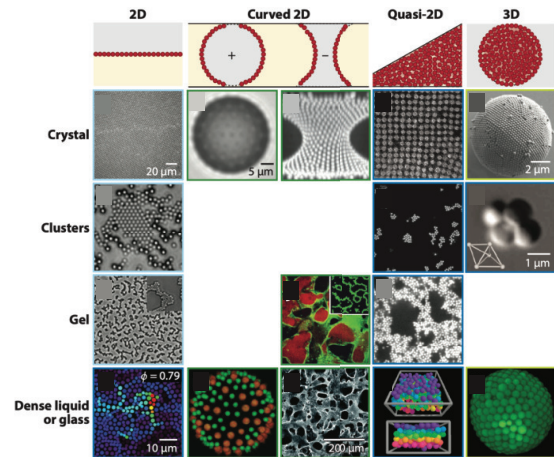 2D Curved 2D Quasi-2D 3D
+ −
Crystal
20 µm 5 µm 2 µm
Clusters
1 µm
Gel
ϕ = 0.79
Dense liquid
or glass
10 µm 200 µm